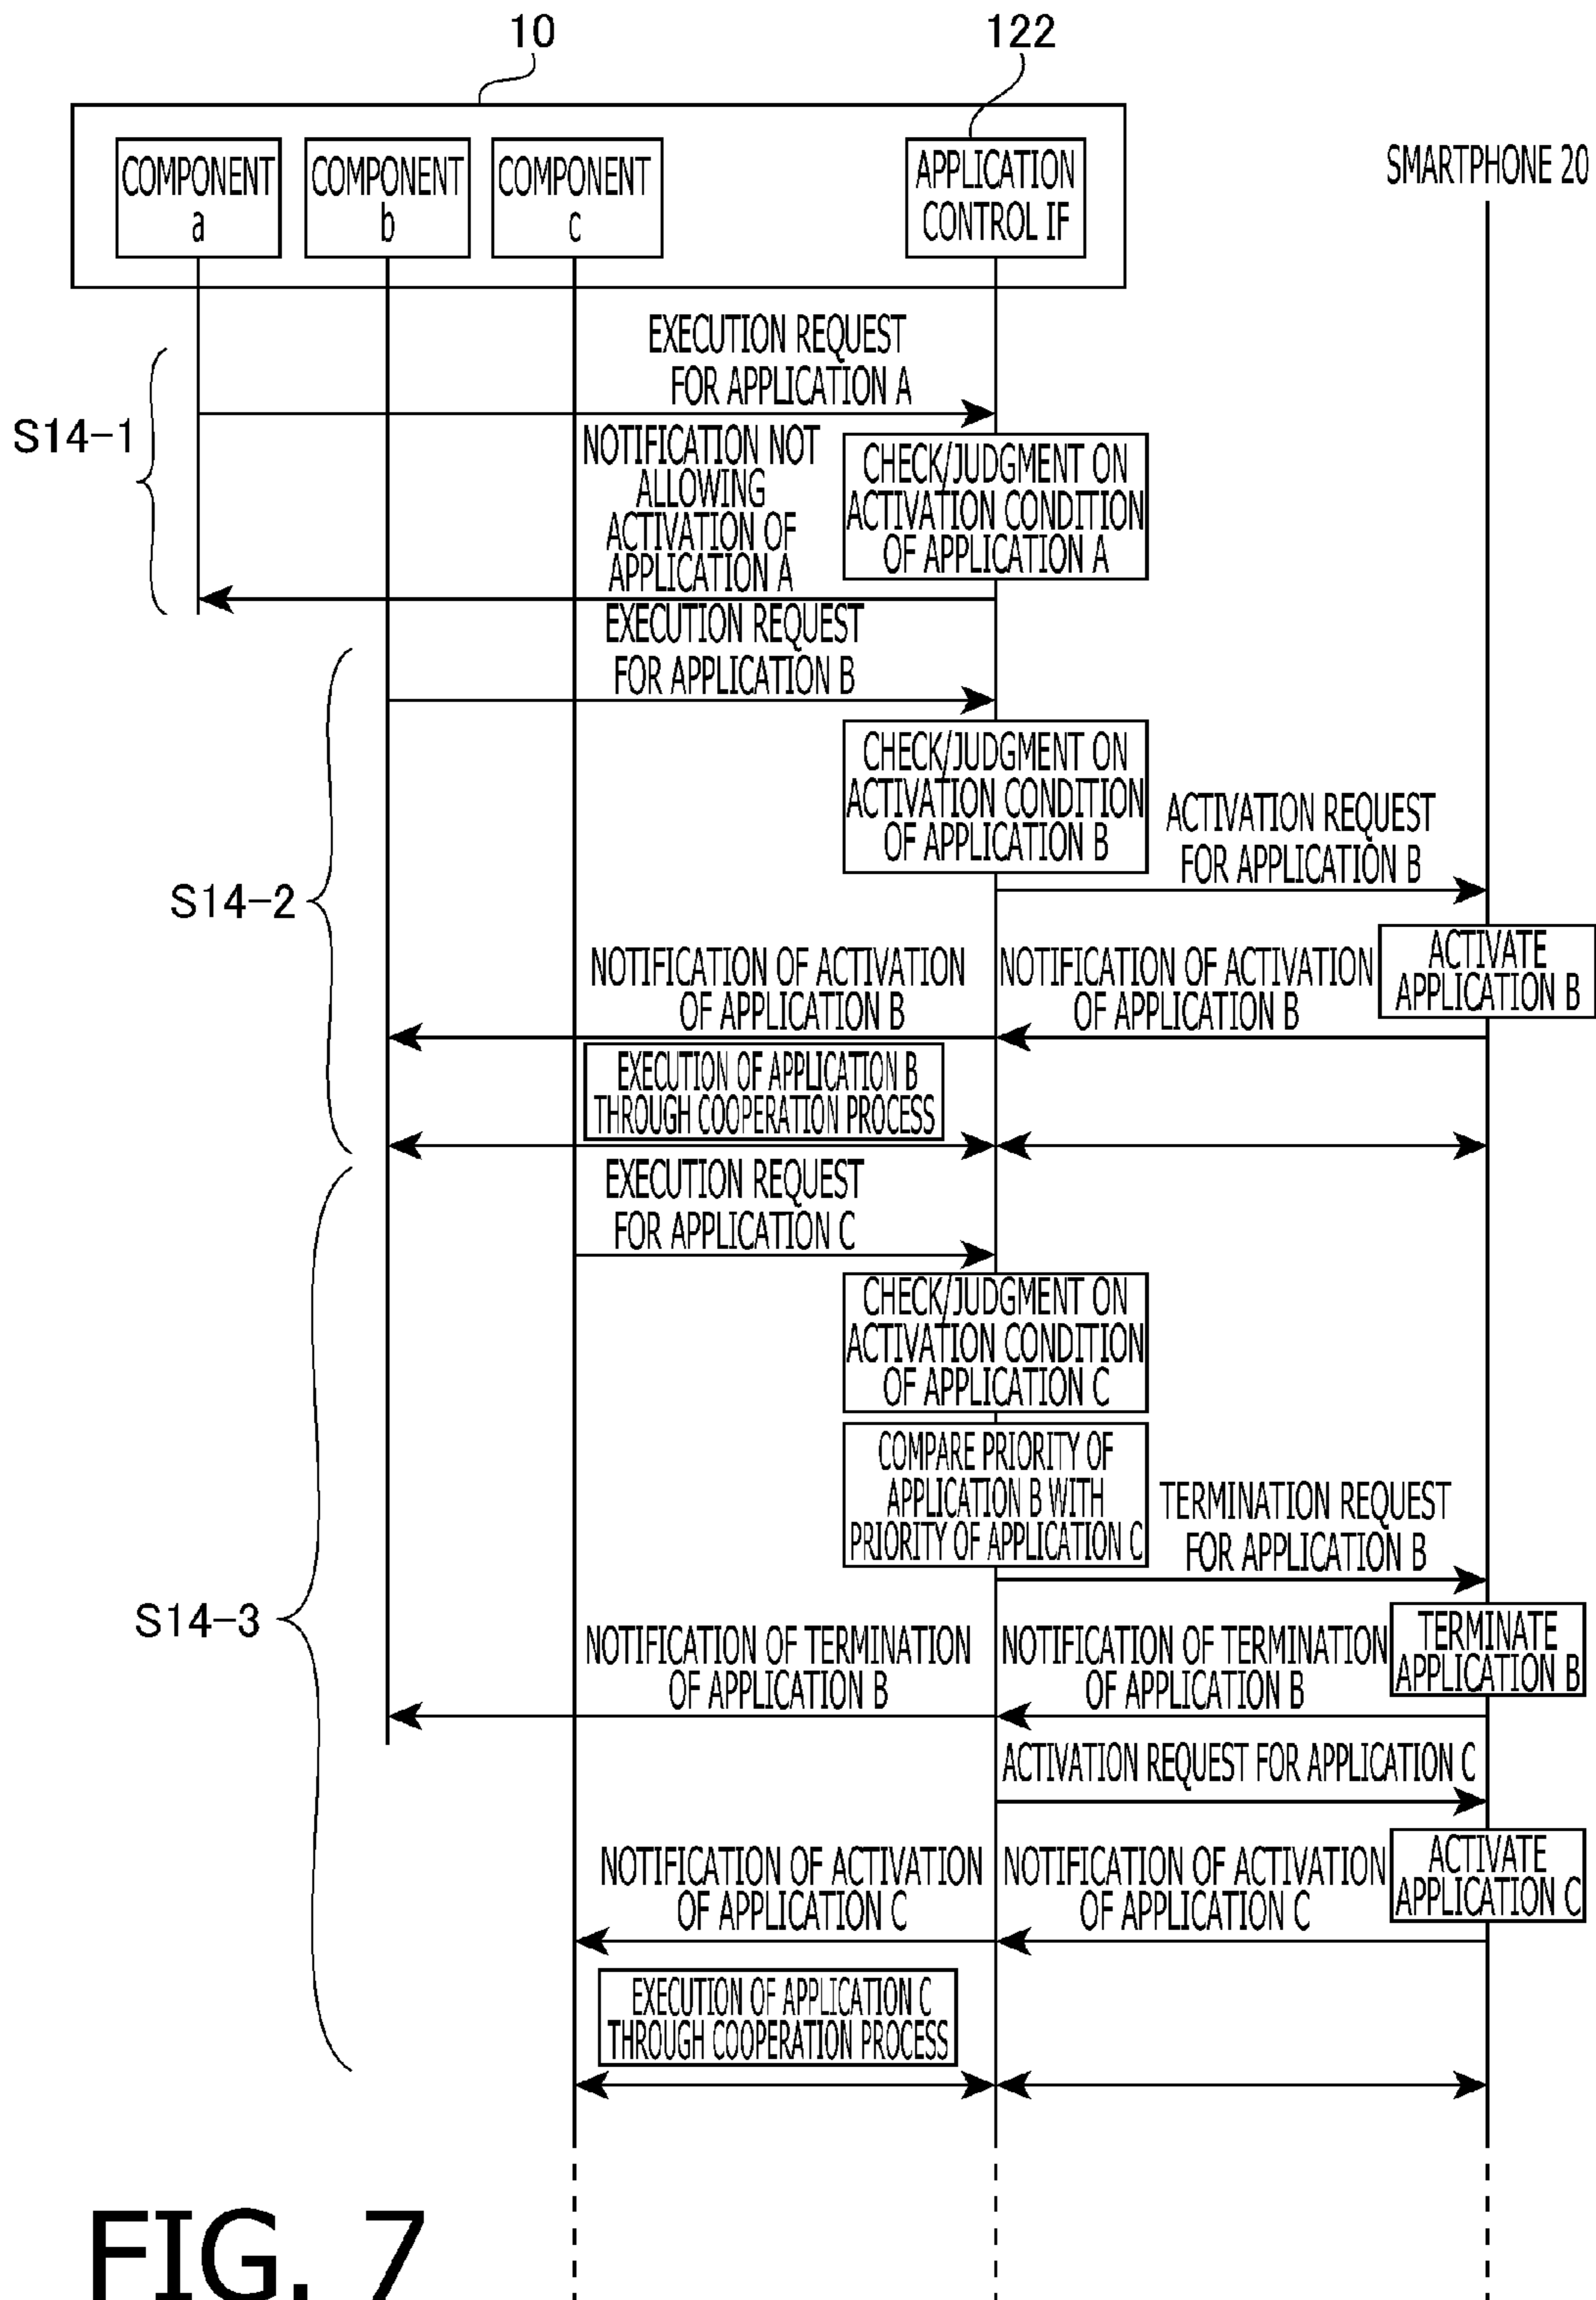 10
122
COMPONENT
a
COMPONENT
b
COMPONENT
c
APPLICATION
CONTROL IF
SMARTPHONE 20
S14-1
EXECUTION REQUEST
FOR APPLICATION A
CHECK/JUDGMENT ON
ACTIVATION CONDITION
OF APPLICATION A
NOTIFICATION NOT
ALLOWING
ACTIVATION OF
APPLICATION A
S14-2
EXECUTION REQUEST
FOR APPLICATION B
CHECK/JUDGMENT ON
ACTIVATION CONDITION
OF APPLICATION B
ACTIVATION REQUEST
FOR APPLICATION B
ACTIVATE
APPLICATION B
NOTIFICATION OF ACTIVATION
OF APPLICATION B
NOTIFICATION OF ACTIVATION
OF APPLICATION B
EXECUTION OF APPLICATION B
THROUGH COOPERATION PROCESS
S14-3
EXECUTION REQUEST
FOR APPLICATION C
CHECK/JUDGMENT ON
ACTIVATION CONDITION
OF APPLICATION C
COMPARE PRIORITY OF
APPLICATION B WITH
PRIORITY OF APPLICATION C
TERMINATION REQUEST
FOR APPLICATION B
TERMINATE
APPLICATION B
NOTIFICATION OF TERMINATION
OF APPLICATION B
NOTIFICATION OF TERMINATION
OF APPLICATION B
ACTIVATION REQUEST FOR APPLICATION C
ACTIVATE
APPLICATION C
NOTIFICATION OF ACTIVATION
OF APPLICATION C
NOTIFICATION OF ACTIVATION
OF APPLICATION C
EXECUTION OF APPLICATION C
THROUGH COOPERATION PROCESS
FIG. 7